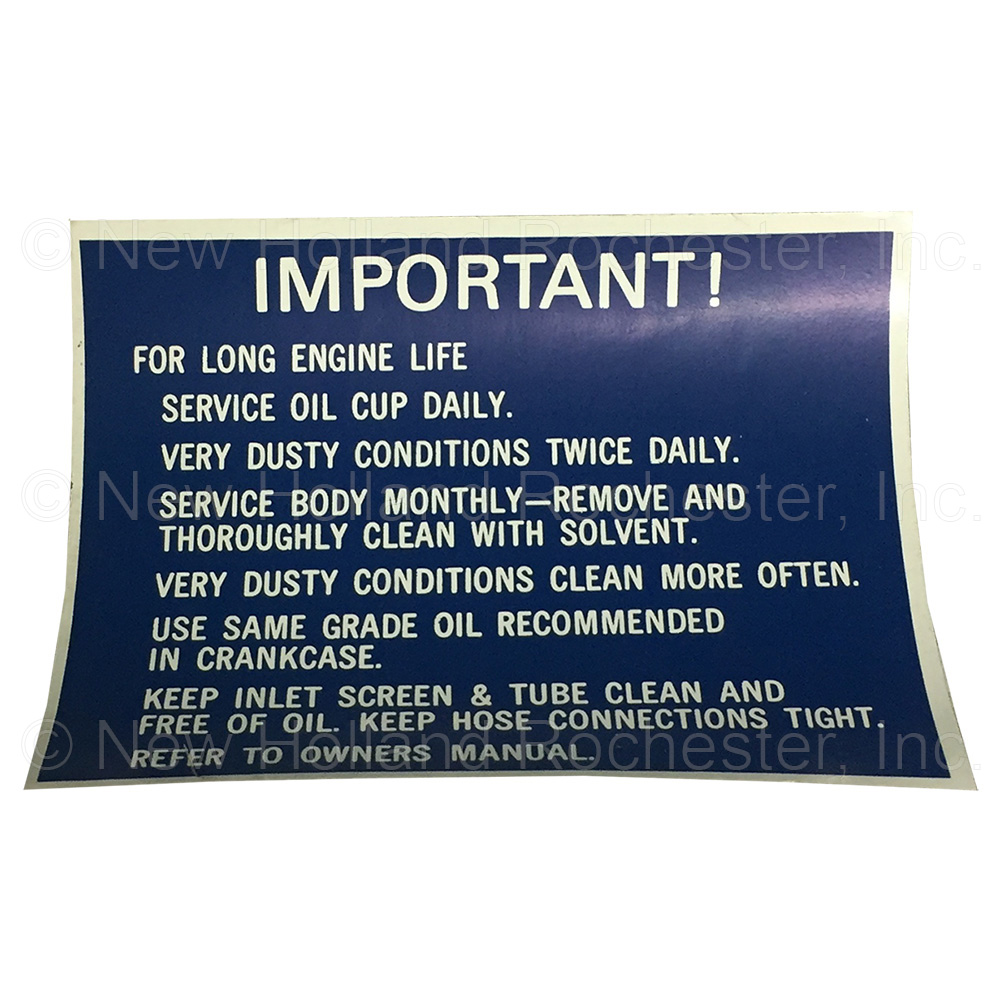 © New Holland Rochester, Inc.
IMPORTANT!
FOR LONG ENGINE LIFE
SERVICE OIL CUP DAILY.
VERY DUSTY CONDITIONS TWICE DAILY.
© New Holland Rochester, Inc.
SERVICE BODY MONTHLY—REMOVE AND
THOROUGHLY CLEAN WITH SOLVENT.
VERY DUSTY CONDITIONS CLEAN MORE OFTEN.
USE SAME GRADE OIL RECOMMENDED
IN CRANKCASE.
KEEP INLET SCREEN & TUBE CLEAN AND
FREE OF OIL. KEEP HOSE CONNECTIONS TIGHT.
© New Holland Rochester, Inc.
REFER TO OWNERS MANUAL.